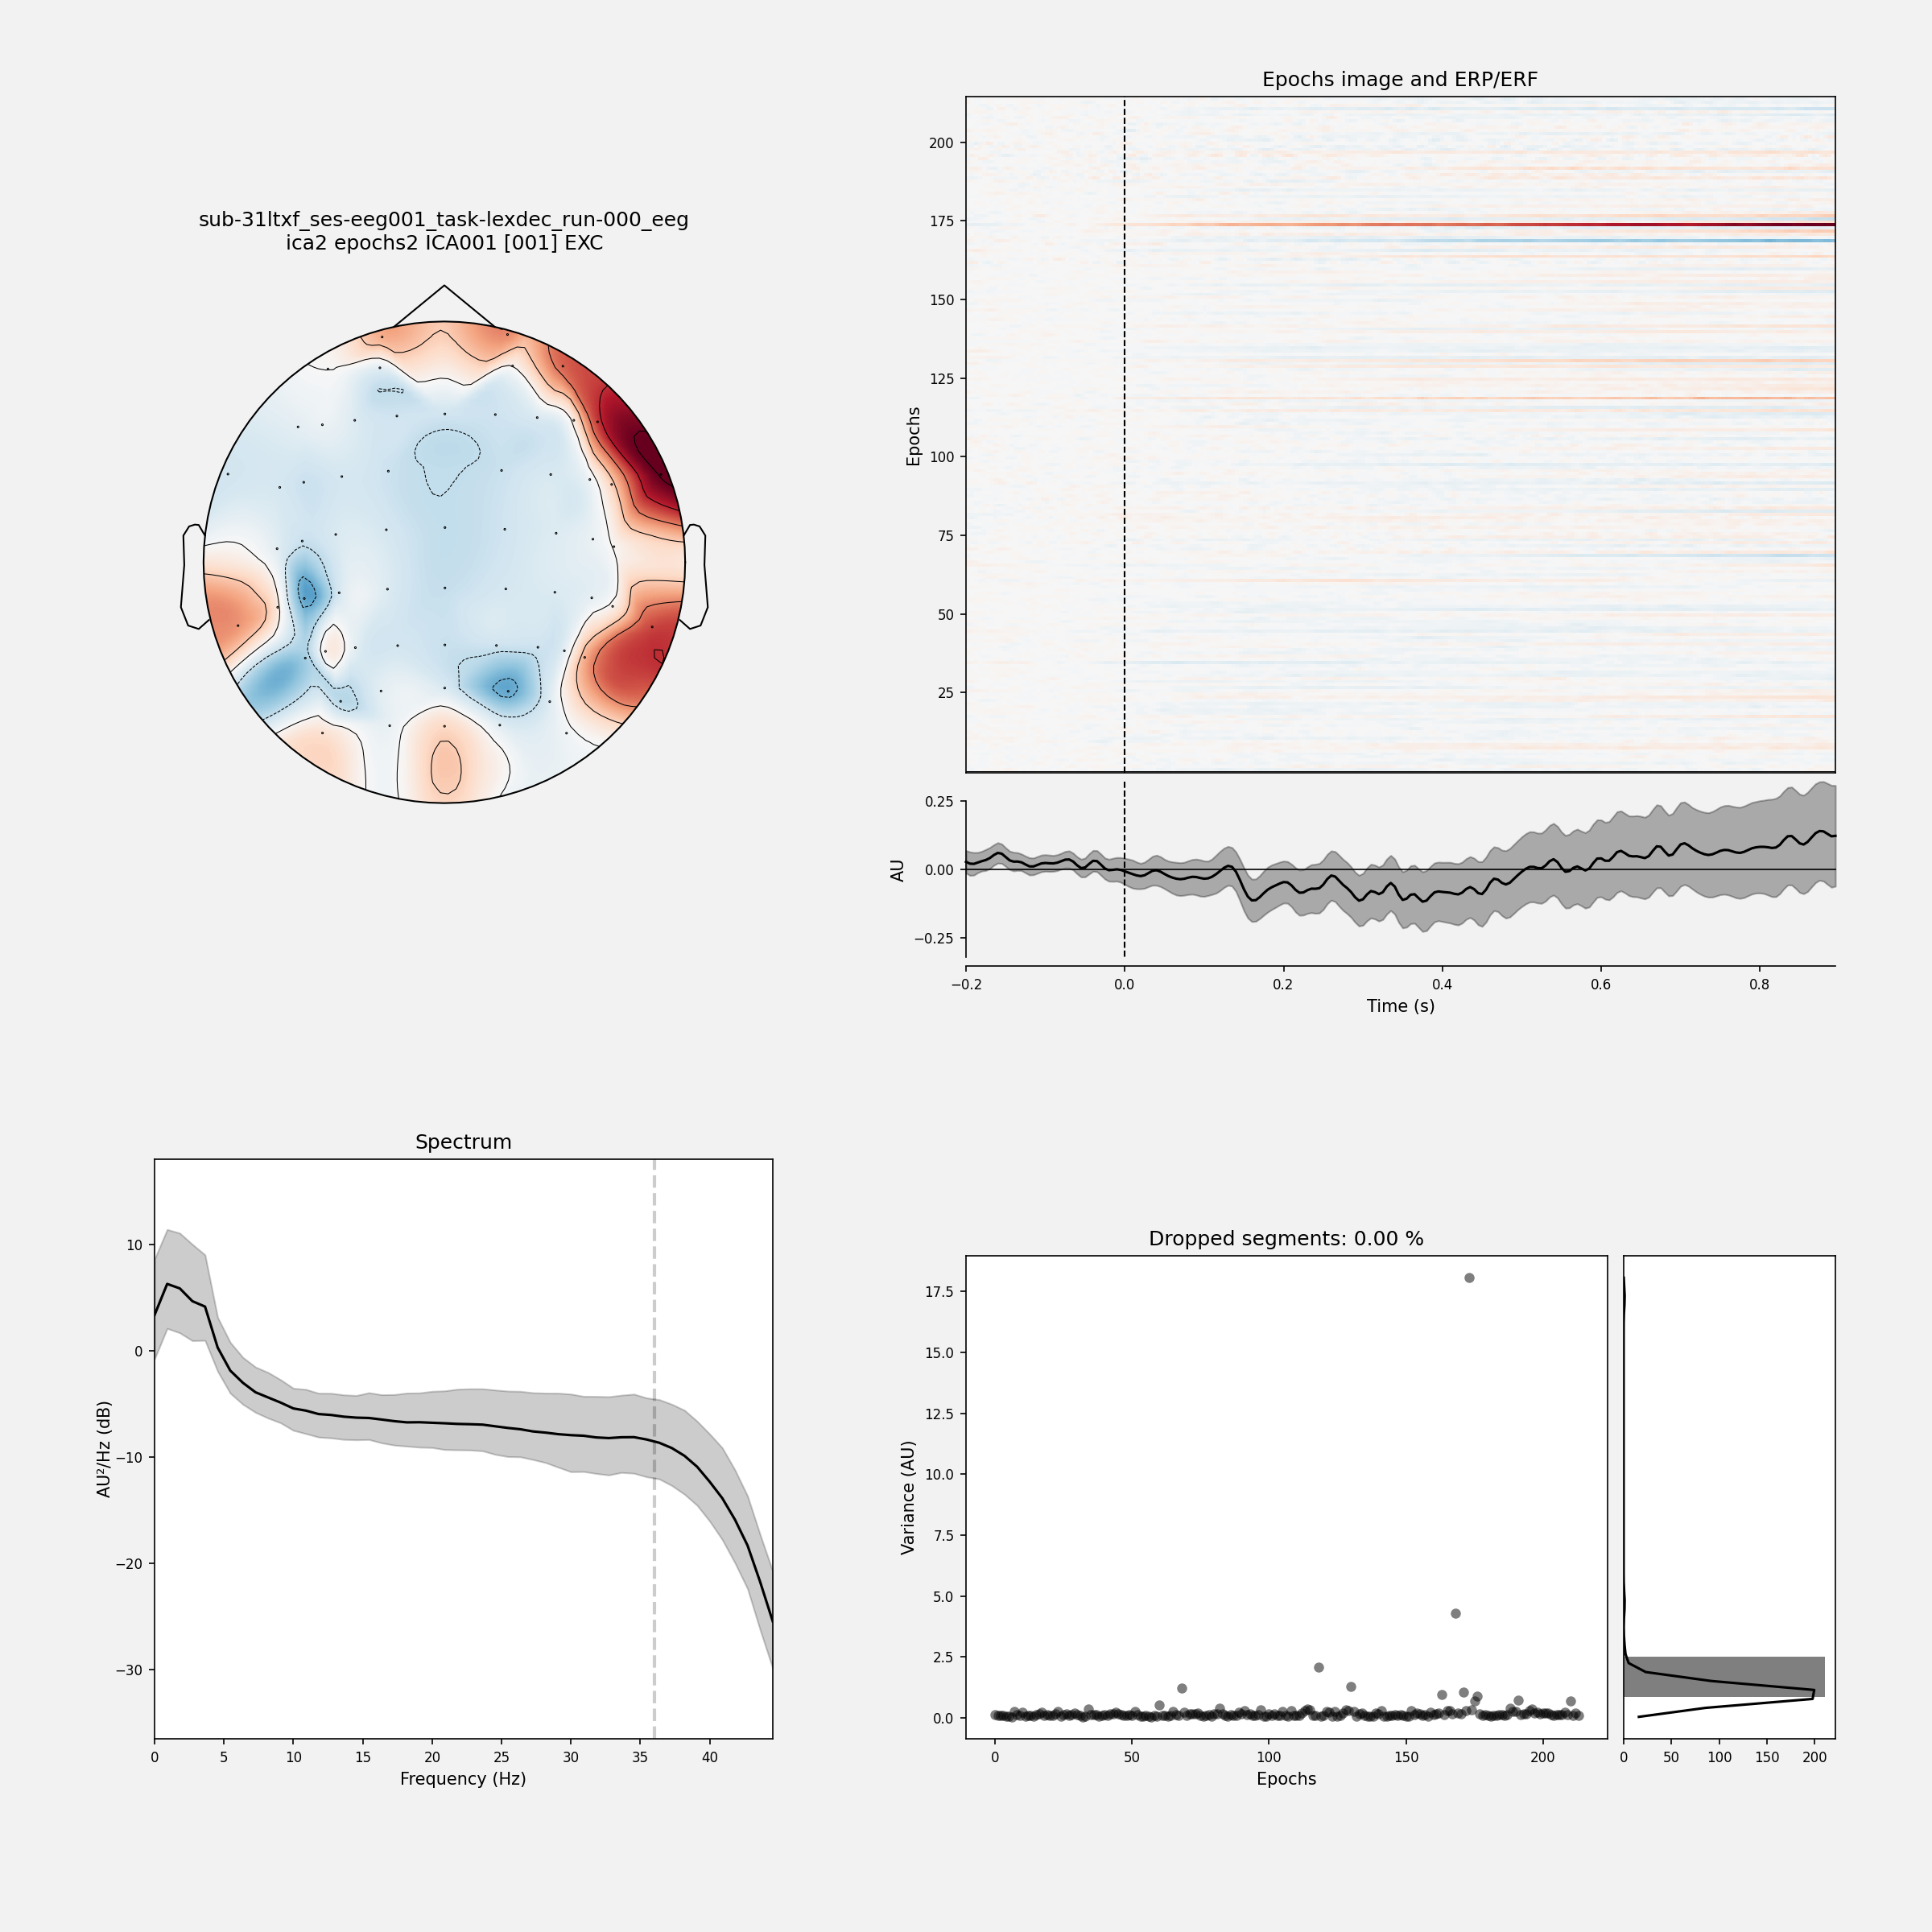 sub-31ltxf_ses-eeg001_task-lexdec_run-000_eeg
ica2 epochs2 ICA001 [001] EXC
Epochs image and ERP/ERF
Epochs
200
175
150
125
100
75
50
25
AU
0.25
0.00
−0.25
−0.2 0.0 0.2 0.4 0.6 0.8
Time (s)
Spectrum
AU²/Hz (dB)
10
0
−10
−20
−30
0 5 10 15 20 25 30 35 40
Frequency (Hz)
Dropped segments: 0.00 %
Variance (AU)
17.5
15.0
12.5
10.0
7.5
5.0
2.5
0.0
0 50 100 150 200
Epochs
0 50 100 150 200